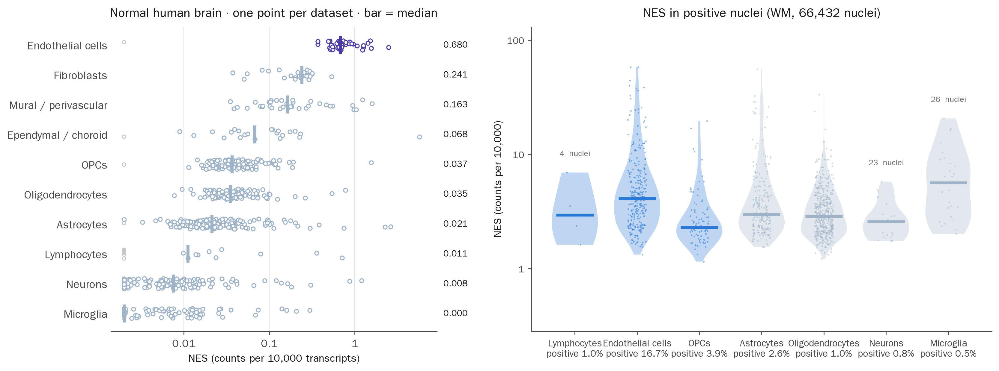 Normal human brain · one point per dataset · bar = median
Endothelial cells 0.680
Fibroblasts 0.241
Mural / perivascular 0.163
Ependymal / choroid 0.068
OPCs 0.037
Oligodendrocytes 0.035
Astrocytes 0.021
Lymphocytes 0.011
Neurons 0.008
Microglia 0.000
0.01 0.1 1
NES (counts per 10,000 transcripts)
NES in positive nuclei (WM, 66,432 nuclei)
NES (counts per 10,000)
100
10
1
4 nuclei
23 nuclei
26 nuclei
Lymphocytes Endothelial cells OPCs Astrocytes Oligodendrocytes Neurons Microglia
positive 1.0% positive 16.7% positive 3.9% positive 2.6% positive 1.0% positive 0.8% positive 0.5%